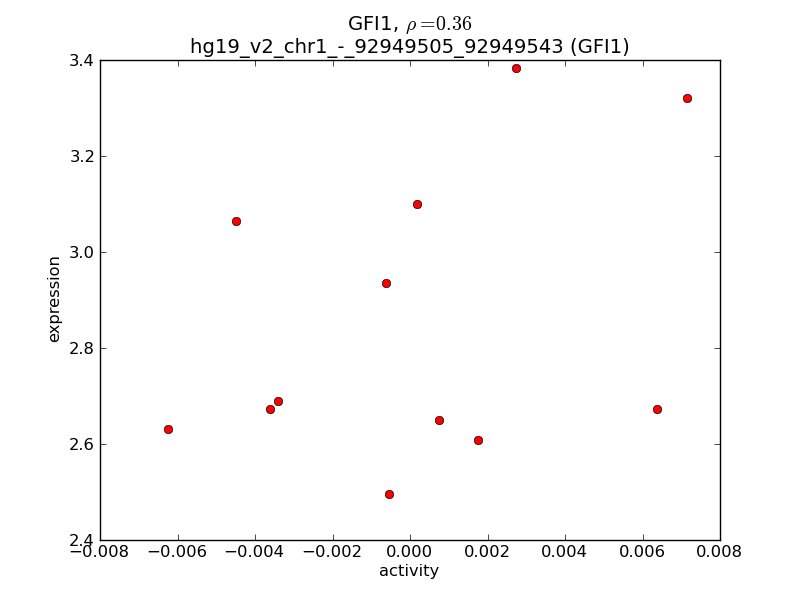 GFI1, ρ=0.36
hg19_v2_chr1_-_92949505_92949543 (GFI1)
3.4
3.2
3.0
2.8
2.6
2.4
expression
−0.008 −0.006 −0.004 −0.002 0.000 0.002 0.004 0.006 0.008
activity